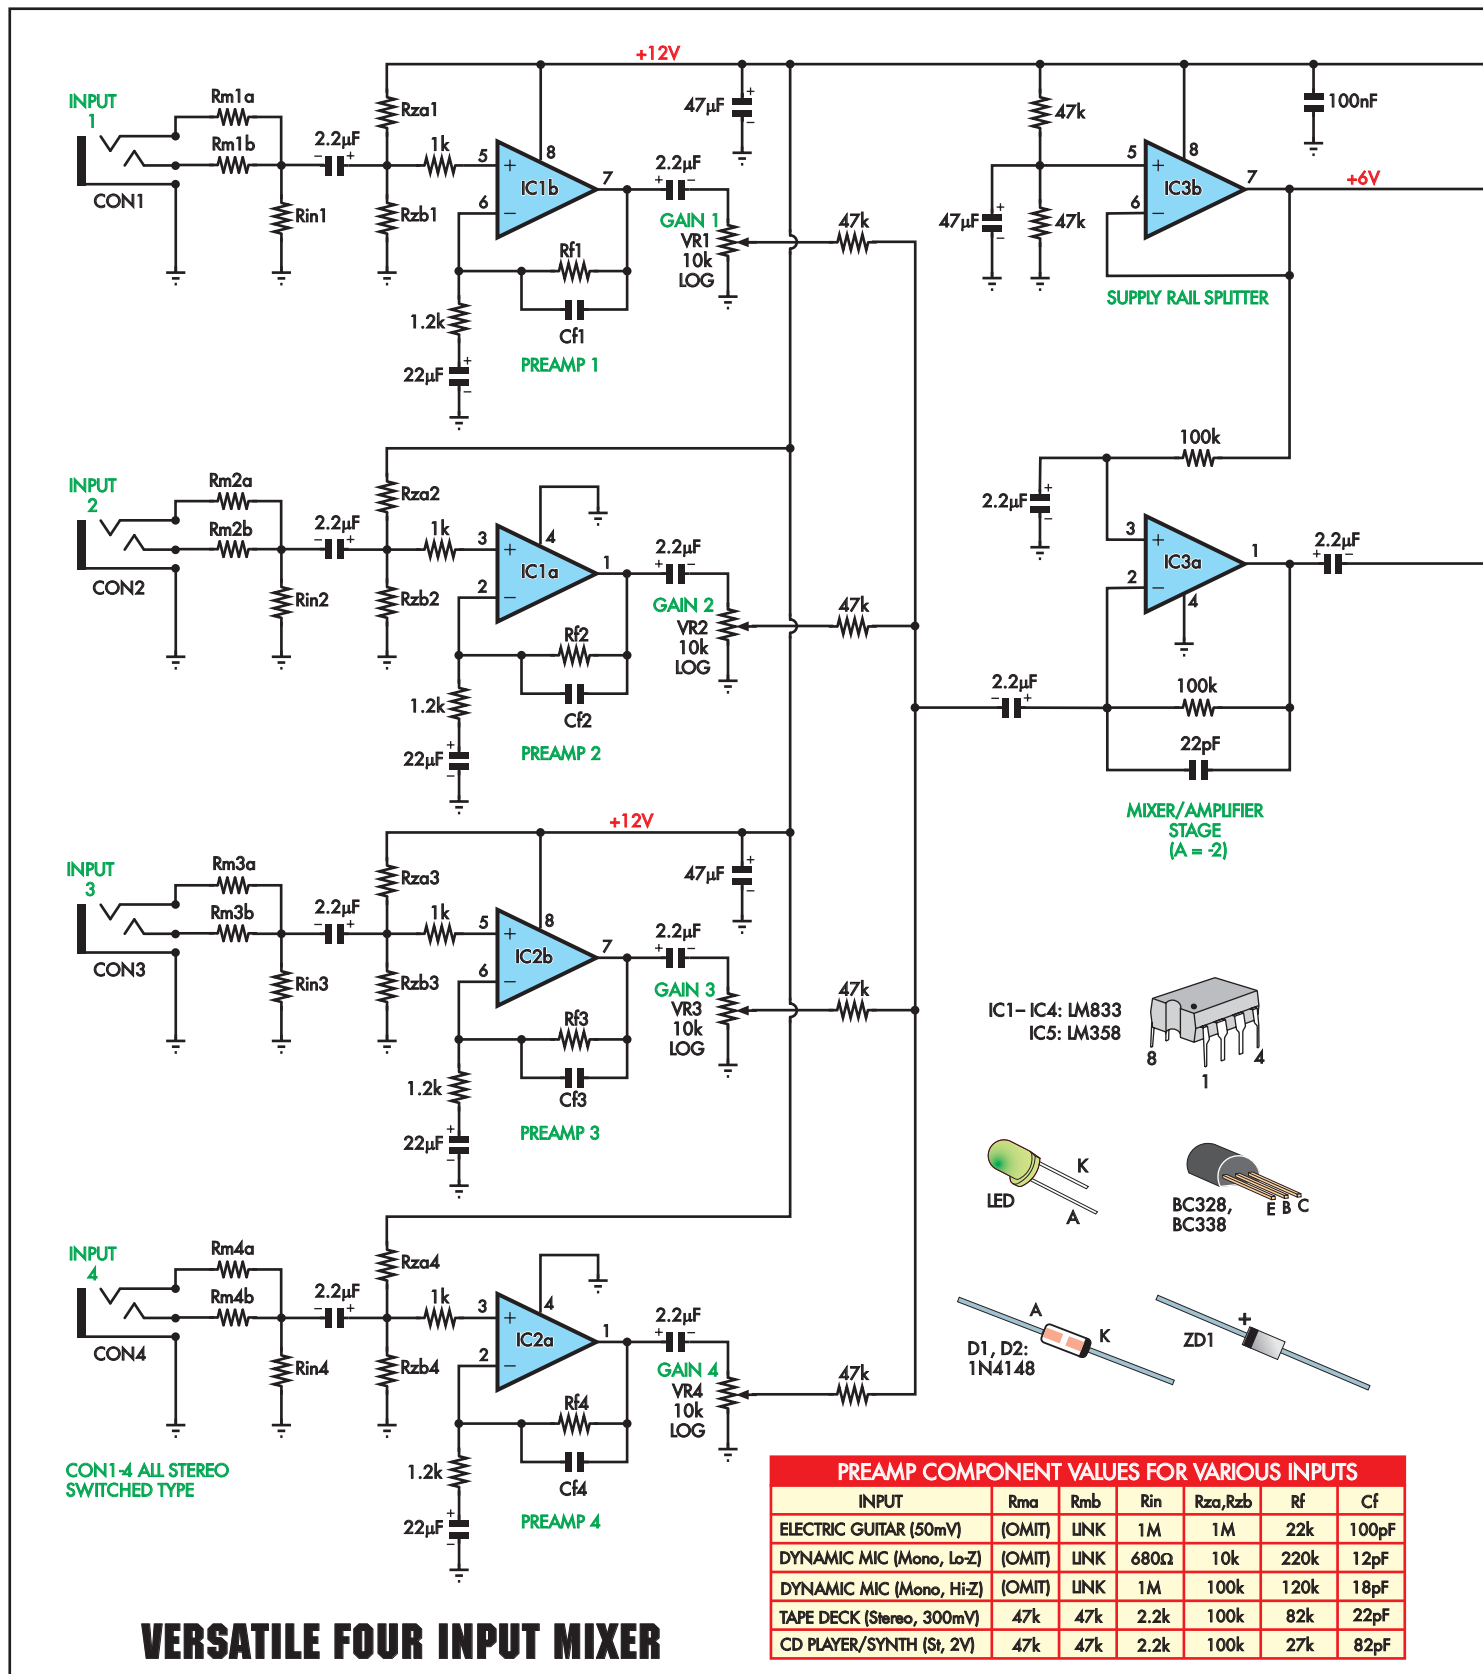 +12V
INPUT
1
Rm1a
Rm1b
CON1
Rin1
2.2µF
− +
Rza1
Rzb1
1k
5
+
6
−
8
IC1b
7
Rf1
Cf1
1.2k
22µF
+
−
PREAMP 1
47µF
+
−
2.2µF
+ −
GAIN 1
VR1
10k
LOG
47k
47k
47µF
+
−
47k
5
+
6
−
8
IC3b
7
100nF
+6V
SUPPLY RAIL SPLITTER
INPUT
2
Rm2a
Rm2b
CON2
Rin2
2.2µF
− +
Rza2
Rzb2
1k
3
+
2
−
4
IC1a
1
Rf2
Cf2
1.2k
22µF
+
−
PREAMP 2
2.2µF
+ −
GAIN 2
VR2
10k
LOG
47k
100k
2.2µF
+
−
3
+
2
−
4
IC3a
1
2.2µF
+ −
2.2µF
− +
100k
22pF
MIXER/AMPLIFIER
STAGE
(A = -2)
+12V
INPUT
3
Rm3a
Rm3b
CON3
Rin3
2.2µF
− +
Rza3
Rzb3
1k
5
+
6
−
8
IC2b
7
Rf3
Cf3
1.2k
22µF
+
−
PREAMP 3
47µF
+
−
2.2µF
+ −
GAIN 3
VR3
10k
LOG
47k
IC1– IC4: LM833
IC5: LM358
8
1
4
LED
K
A
BC328,
BC338
E B C
INPUT
4
Rm4a
Rm4b
CON4
Rin4
2.2µF
− +
Rza4
Rzb4
1k
3
+
2
−
4
IC2a
1
Rf4
Cf4
1.2k
22µF
+
−
PREAMP 4
2.2µF
+ −
GAIN 4
VR4
10k
LOG
47k
A
K
D1, D2:
1N4148
ZD1
+
CON1-4 ALL STEREO
SWITCHED TYPE
PREAMP COMPONENT VALUES FOR VARIOUS INPUTS
INPUT Rma Rmb Rin Rza,Rzb Rf Cf
ELECTRIC GUITAR (50mV) (OMIT) LINK 1M 1M 22k 100pF
DYNAMIC MIC (Mono, Lo-Z) (OMIT) LINK 680Ω 10k 220k 12pF
DYNAMIC MIC (Mono, Hi-Z) (OMIT) LINK 1M 100k 120k 18pF
TAPE DECK (Stereo, 300mV) 47k 47k 2.2k 100k 82k 22pF
CD PLAYER/SYNTH (St, 2V) 47k 47k 2.2k 100k 27k 82pF
VERSATILE FOUR INPUT MIXER